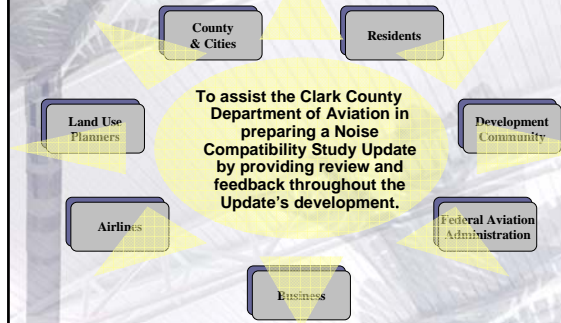 County
& Cities
Residents
Land Use
Planners
To assist the Clark County
Department of Aviation in
preparing a Noise
Compatibility Study Update
by providing review and
feedback throughout the
Update's development.
Development
Community
Airlines
Federal Aviation
Administration
Business